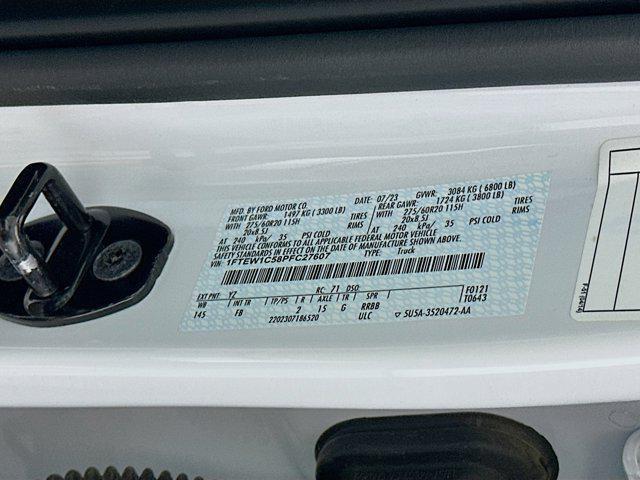 MFD. BY FORD MOTOR CO. DATE: 07/23 GVWR: 3084 KG ( 6800 LB)
FRONT GAWR: 1497 KG ( 3300 LB) REAR GAWR: 1724 KG ( 3800 LB)
WITH 275/60R20 115H TIRES WITH 275/60R20 115H TIRES
20x8.5J RIMS 20x8.5J RIMS
AT 240 kPa/ 35 PSI COLD AT 240 kPa/ 35 PSI COLD
THIS VEHICLE CONFORMS TO ALL APPLICABLE FEDERAL MOTOR VEHICLE
SAFETY STANDARDS IN EFFECT ON THE DATE OF MANUFACTURE SHOWN ABOVE.
1FTEW1C58PFC27607 TYPE: Truck
EXT PNT: YZ RC: 71 DSO: F0121
WB TP/PS R AXLE TR SPR T0643
145 FB 2 15 G RRBB
2202307186520 ULC 5U5A-3520472-AA